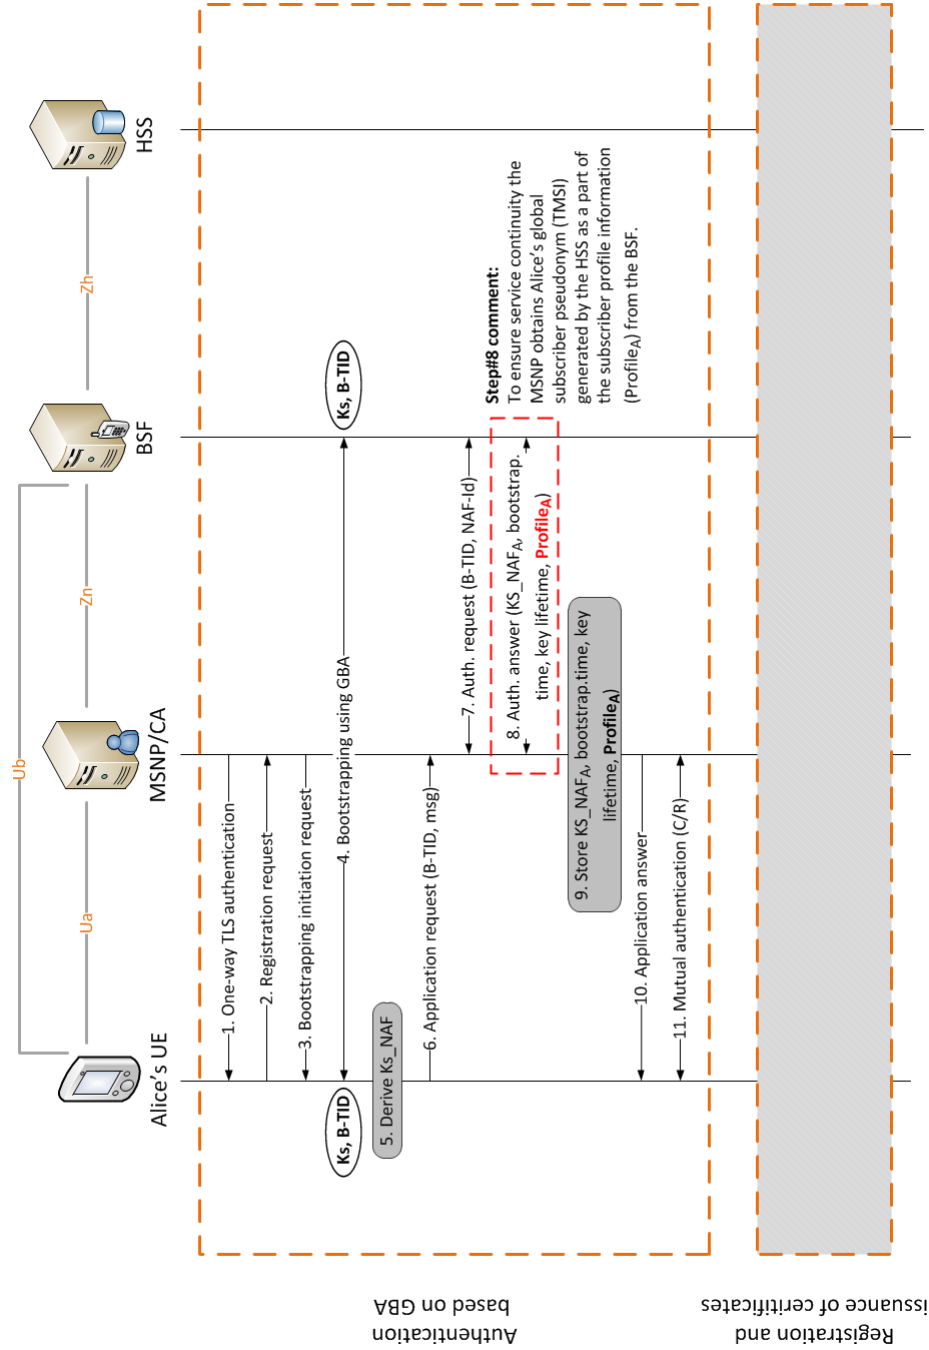 Ub
Ua
Zn
Zh
Alice's UE
MSNP/CA
BSF
HSS
1. One-way TLS authentication
2. Registration request
3. Bootstrapping initiation request
Ks, B-TID
4. Bootstrapping using GBA
Ks, B-TID
5. Derive Ks_NAF
6. Application request (B-TID, msg)
7. Auth. request (B-TID, NAF-Id)
8. Auth. answer (KS_NAFA, bootstrap.
time, key lifetime, ProfileA)
Step#8 comment:
To ensure service continuity the
MSNP obtains Alice's global
subscriber pseudonym (TMSI)
generated by the HSS as a part of
the subscriber profile information
(ProfileA) from the BSF.
9. Store KS_NAFA, bootstrap.time, key
lifetime, ProfileA)
10. Application answer
11. Mutual authentication (C/R)
Authentication
based on GBA
Registration and
issuance of ceritificates